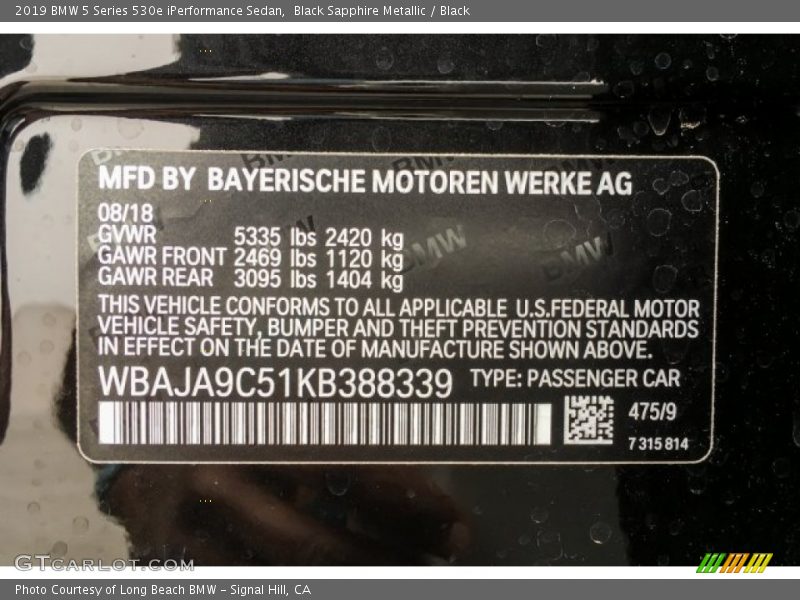 2019 BMW 5 Series 530e iPerformance Sedan, Black Sapphire Metallic / Black
MFD BY BAYERISCHE MOTOREN WERKE AG
08/18
GVWR 5335 lbs 2420 kg
GAWR FRONT 2469 lbs 1120 kg
GAWR REAR 3095 lbs 1404 kg
THIS VEHICLE CONFORMS TO ALL APPLICABLE U.S.FEDERAL MOTOR
VEHICLE SAFETY, BUMPER AND THEFT PREVENTION STANDARDS
IN EFFECT ON THE DATE OF MANUFACTURE SHOWN ABOVE.
WBAJA9C51KB388339 TYPE: PASSENGER CAR
475/9
7 315 814
BMW
BMW
GTcarlot.com
Photo Courtesy of Long Beach BMW - Signal Hill, CA